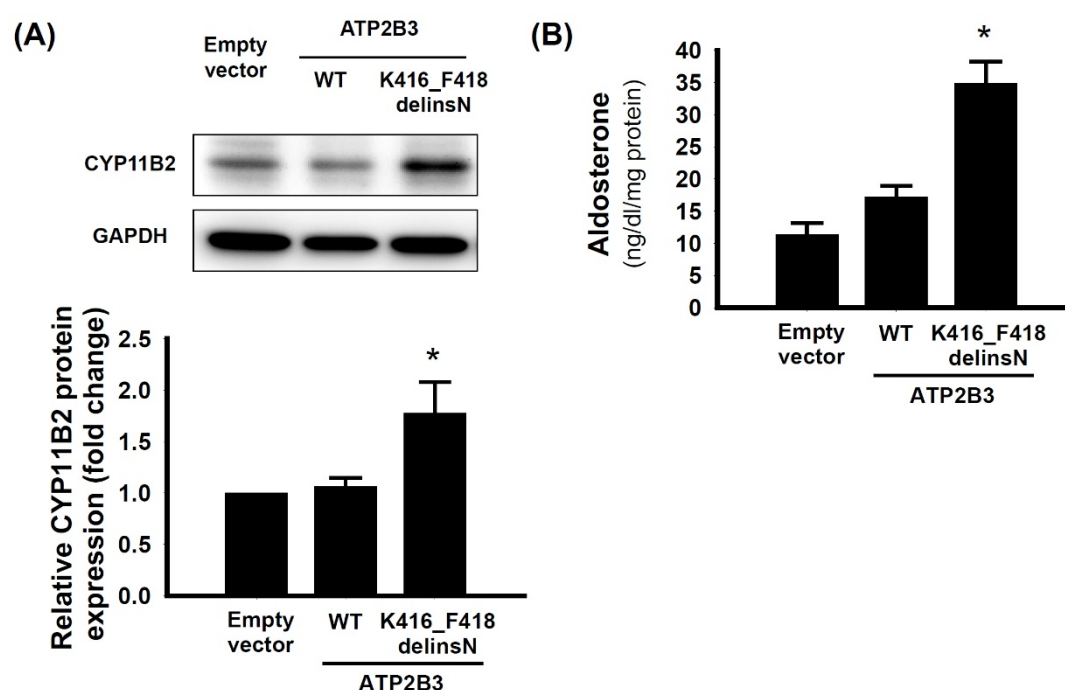 (A)
Empty
vector
ATP2B3
WT
K416_F418
delinsN
CYP11B2
GAPDH
Relative CYP11B2 protein
expression (fold change)
2.5
2.0
1.5
1.0
0.5
0.0
*
Empty
vector
WT
K416_F418
delinsN
ATP2B3
(B)
Aldosterone
(ng/dl/mg protein)
40
35
30
25
20
15
10
5
0
*
Empty
vector
WT
K416_F418
delinsN
ATP2B3